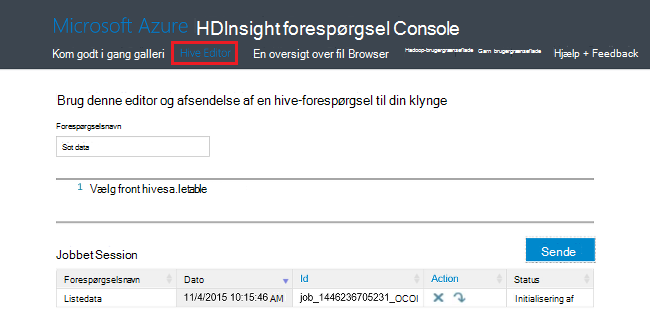 Microsoft Azure HDInsight forespørgsel Console
Kom godt i gang galleri Hive Editor En oversigt over fil Browser Hadoop-brugergrænseflade Garn brugergrænseflade Hjælp + Feedback
Brug denne editor og afsendelse af en hive-forespørgsel til din klynge
Forespørgselsnavn
Sot data
1 Vælg front hivesa.letable
Sende
Jobbet Session
Forespørgselsnavn Dato Id Action Status
Listedata 11/4/2015 10:15:46 AM job_1446236705231_OCOI Initialisering af